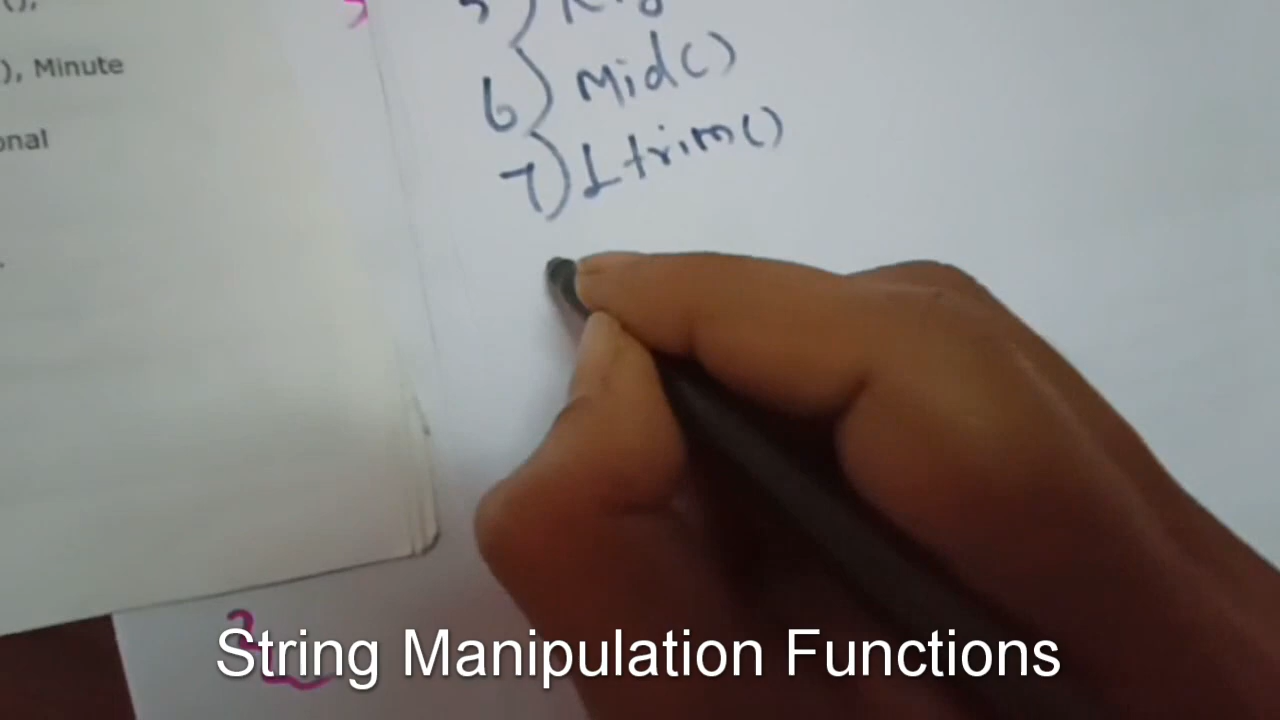 ), Minute
onal
6) Mid()
7) Ltrim()
String Manipulation Functions